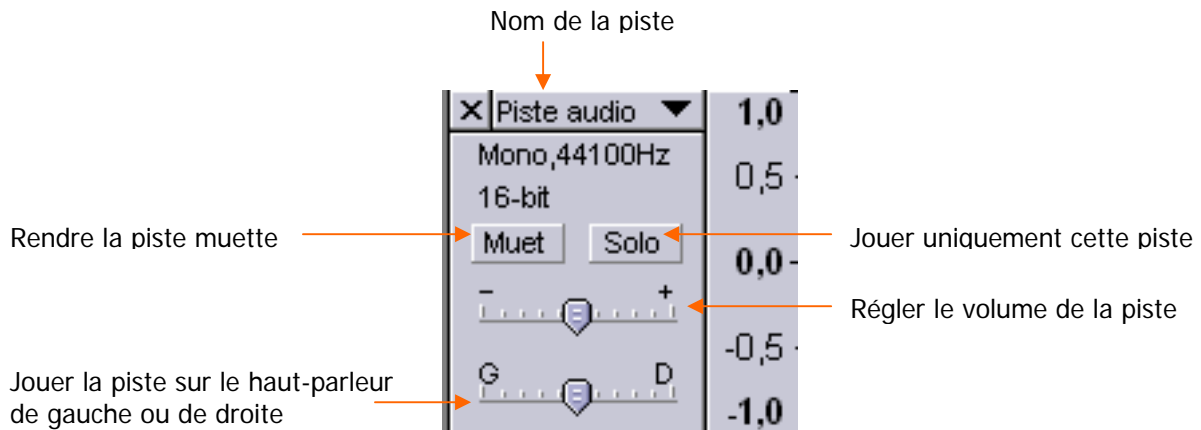 Nom de la piste
X Piste audio
Mono,44100Hz
16-bit
Muet Solo
- +
G D
1,0
0,5
0,0
-0,5
-1,0
Rendre la piste muette
Jouer uniquement cette piste
Régler le volume de la piste
Jouer la piste sur le haut-parleur
de gauche ou de droite